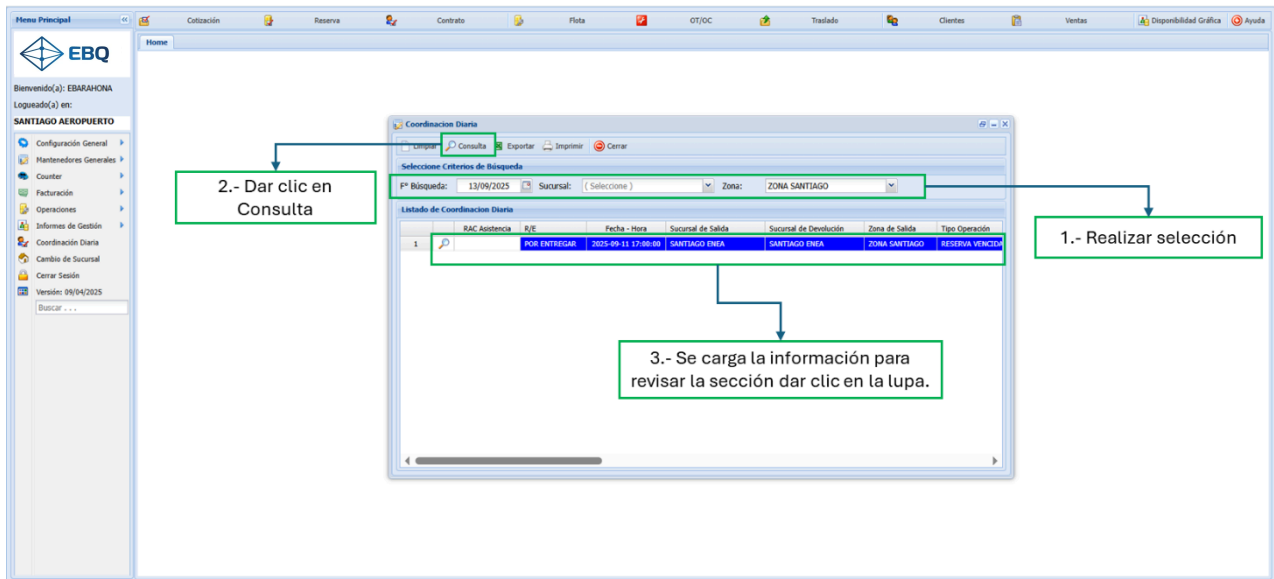 Menu Principal
Cotización
Reserva
Contrato
Flota
OT/OC
Traslado
Clientes
Ventas
Disponibilidad Gráfica
Ayuda
EBQ
Home
Bienvenido(a): EBARAHONA
Logueado(a) en:
SANTIAGO AEROPUERTO
Configuración General
Mantenedores Generales
Counter
Facturación
Operaciones
Informes de Gestión
Coordinación Diaria
Cambio de Sucursal
Cerrar Sesión
Versión: 09/04/2025
Buscar . . .
Coordinacion Diaria
Limpiar
Consulta
Exportar
Imprimir
Cerrar
Seleccione Criterios de Búsqueda
Fº Búsqueda: 13/09/2025 Sucursal: ( Seleccione ) Zona: ZONA SANTIAGO
Listado de Coordinacion Diaria
RAC Asistencia R/E Fecha - Hora Sucursal de Salida Sucursal de Devolución Zona de Salida Tipo Operación
1 POR ENTREGAR 2025-09-11 17:00:00 SANTIAGO ENEA SANTIAGO ENEA ZONA SANTIAGO RESERVA VENCIDA
2.- Dar clic en
Consulta
1.- Realizar selección
3.- Se carga la información para
revisar la sección dar clic en la lupa.